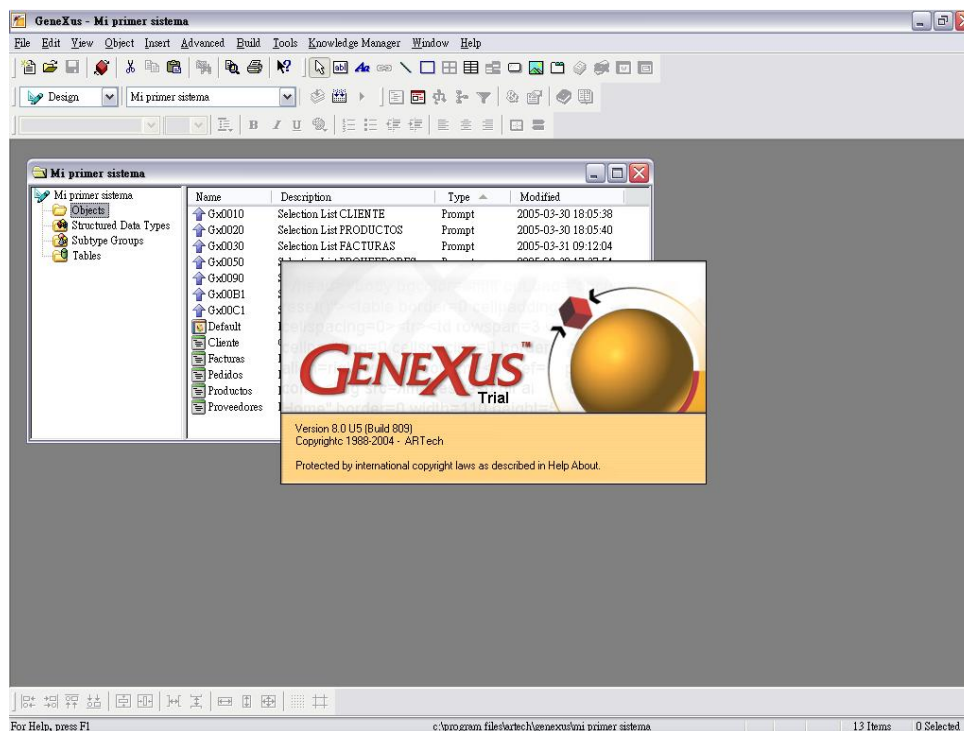 GeneXus - Mi primer sistema
File Edit View Object Insert Advanced Build Tools Knowledge Manager Window Help
Design Mi primer sistema
Mi primer sistema
Mi primer sistema
Objects
Structured Data Types
Subtype Groups
Tables
Name Description Type Modified
Gx0010 Selection List CLIENTE Prompt 2005-03-30 18:05:38
Gx0020 Selection List PRODUCTOS Prompt 2005-03-30 18:05:40
Gx0030 Selection List FACTURAS Prompt 2005-03-31 09:12:04
Gx0050
Gx0090
Gx00B1
Gx00C1
Default
Cliente
Facturas
Pedidos
Productos
Proveedores
GENEXUS™
Trial
Version 8.0 U5 (Build 809)
Copyrightc 1988-2004 - ARTech
Protected by international copyright laws as described in Help About.
For Help, press F1 c:\program files\artech\genexus\mi primer sistema 13 Items 0 Selected